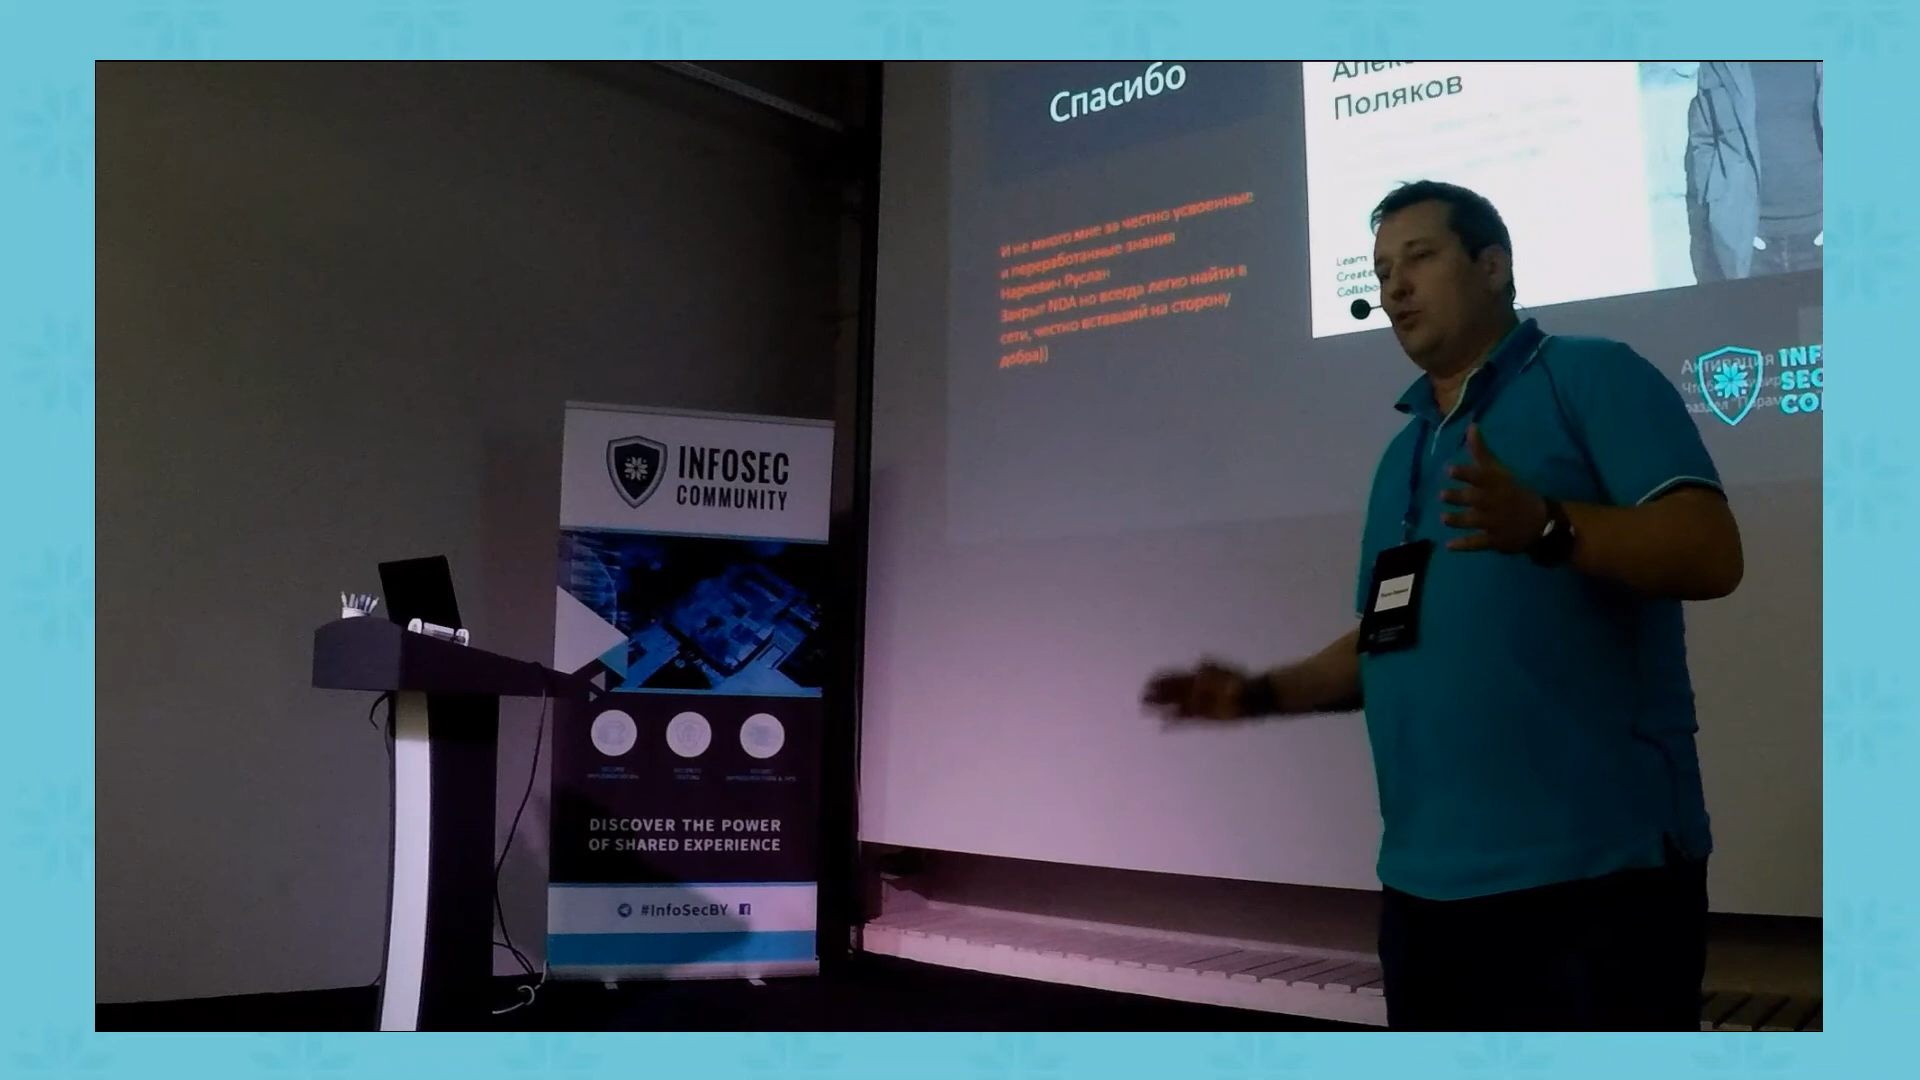 Спасибо
Поляков
И не много мне за честно усвоенные
и переработанные знания
Наркевич Руслан
Закрыт NDA но всегда легко найти в
сети, честно вставший на сторону
добра))
Learn
Create
Активация
INFOSEC
COMMUNITY
DISCOVER THE POWER
OF SHARED EXPERIENCE
#InfoSecBY